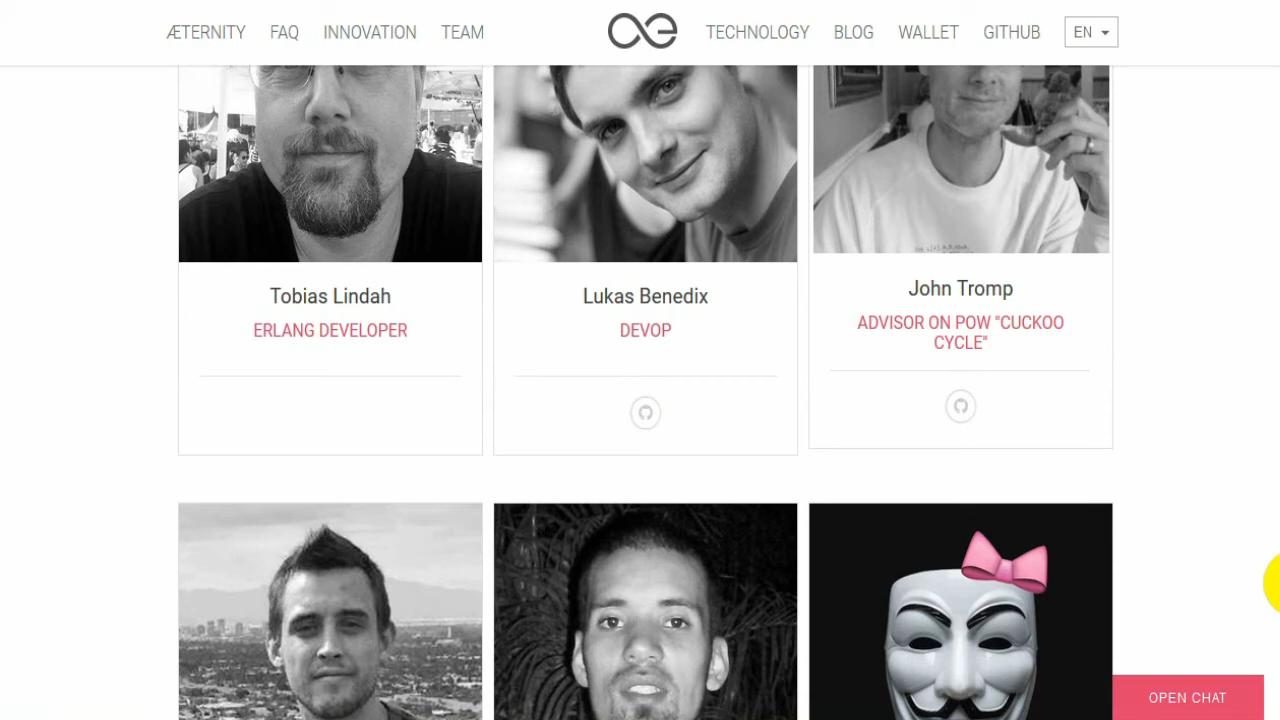 ÆTERNITY FAQ INNOVATION TEAM TECHNOLOGY BLOG WALLET GITHUB EN
Tobias Lindah
ERLANG DEVELOPER
Lukas Benedix
DEVOP
John Tromp
ADVISOR ON POW "CUCKOO
CYCLE"
OPEN CHAT